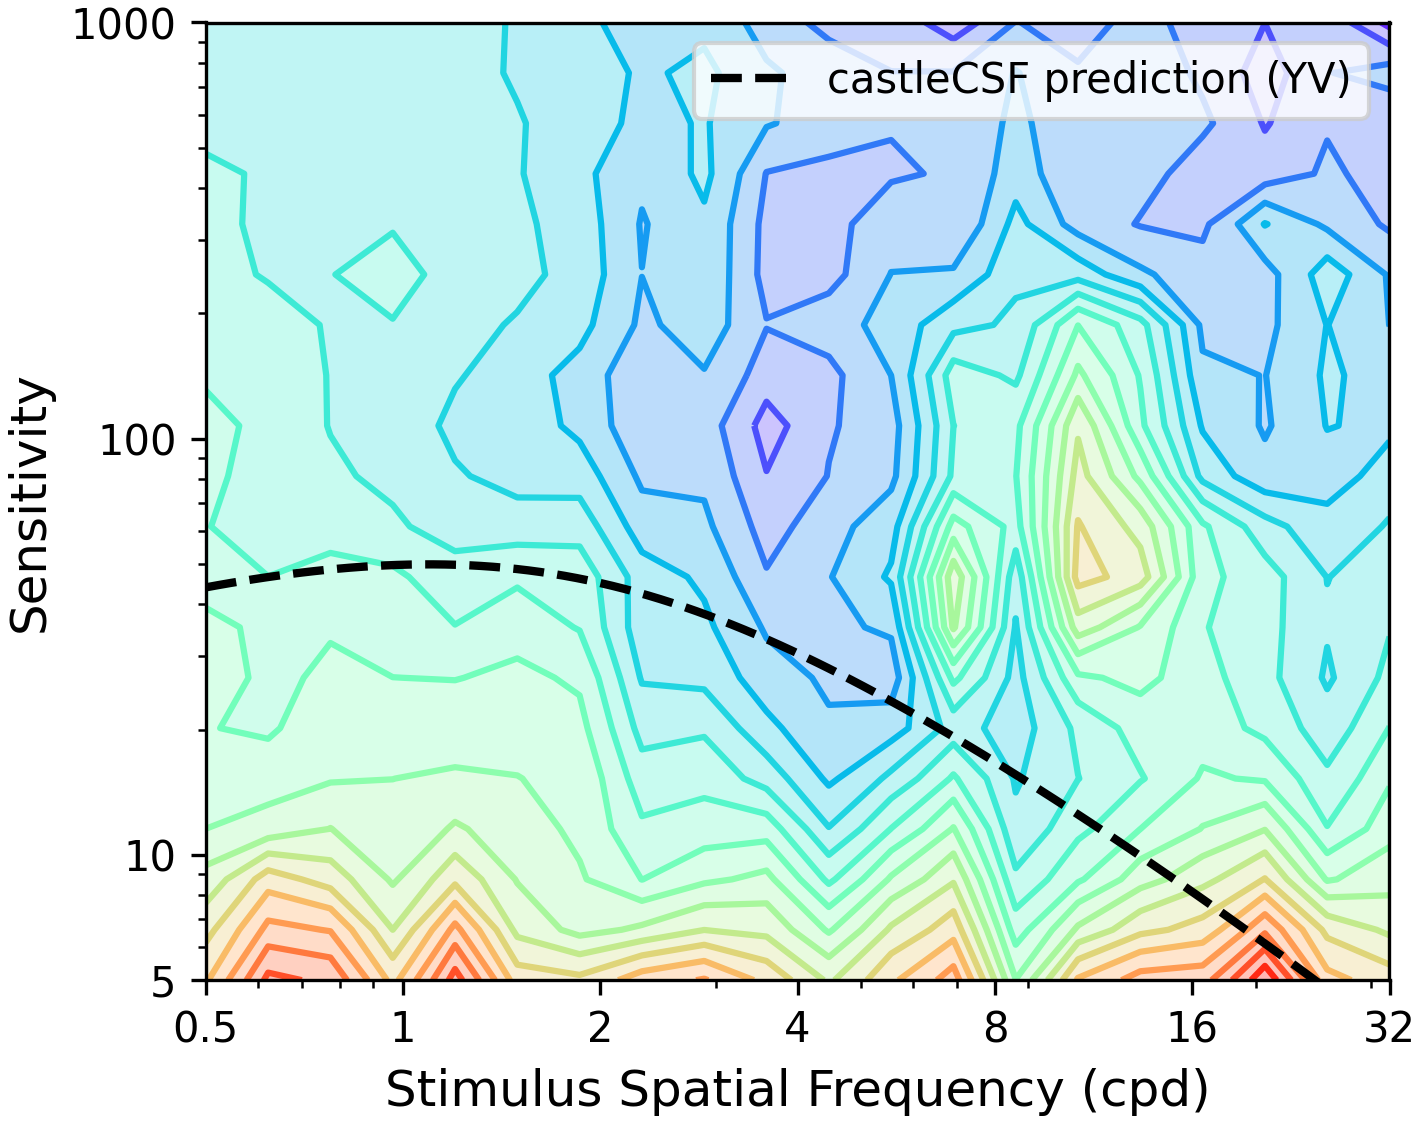 1000
castleCSF prediction (YV)
Sensitivity
100
10
5
0.5 1 2 4 8 16 32
Stimulus Spatial Frequency (cpd)